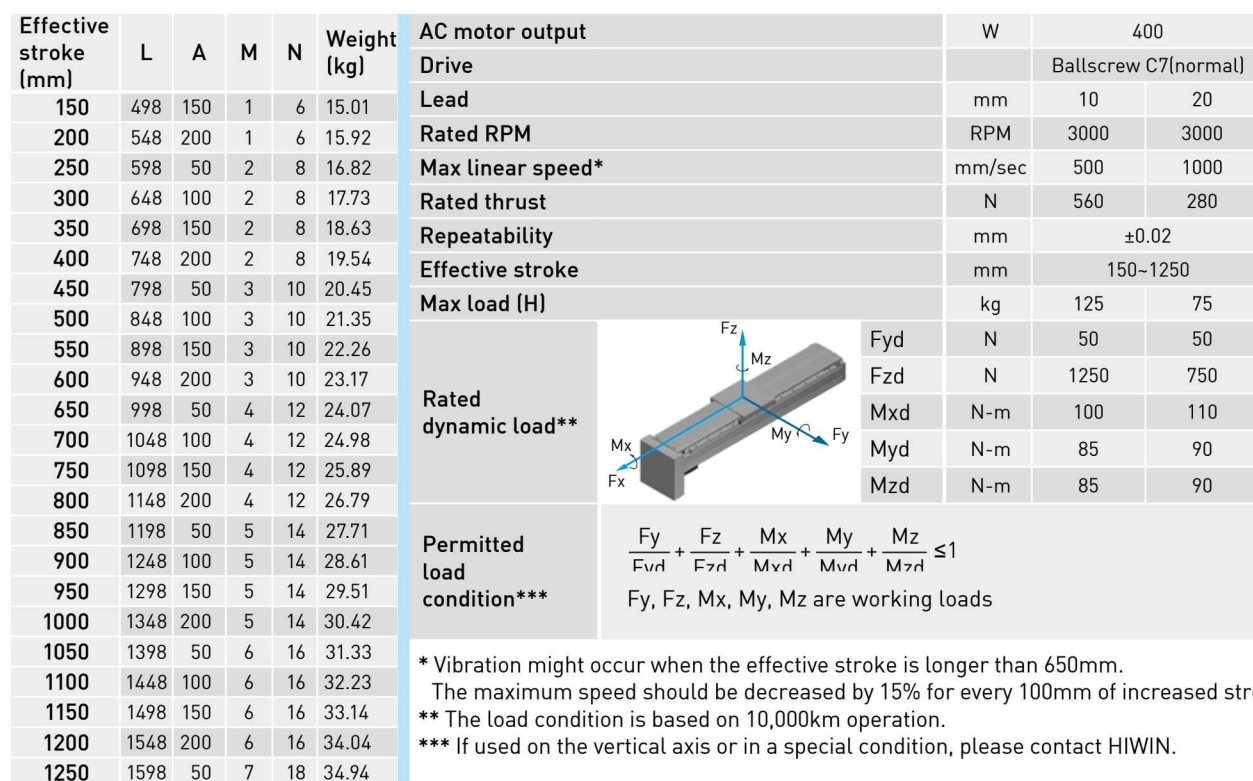 Effective stroke (mm) L A M N Weight (kg)
150 498 150 1 6 15.01
200 548 200 1 6 15.92
250 598 50 2 8 16.82
300 648 100 2 8 17.73
350 698 150 2 8 18.63
400 748 200 2 8 19.54
450 798 50 3 10 20.45
500 848 100 3 10 21.35
550 898 150 3 10 22.26
600 948 200 3 10 23.17
650 998 50 4 12 24.07
700 1048 100 4 12 24.98
750 1098 150 4 12 25.89
800 1148 200 4 12 26.79
850 1198 50 5 14 27.71
900 1248 100 5 14 28.61
950 1298 150 5 14 29.51
1000 1348 200 5 14 30.42
1050 1398 50 6 16 31.33
1100 1448 100 6 16 32.23
1150 1498 150 6 16 33.14
1200 1548 200 6 16 34.04
1250 1598 50 7 18 34.94
AC motor output W 400
Drive Ballscrew C7(normal)
Lead mm 10 20
Rated RPM RPM 3000 3000
Max linear speed* mm/sec 500 1000
Rated thrust N 560 280
Repeatability mm ±0.02
Effective stroke mm 150~1250
Max load (H) kg 125 75
Rated dynamic load**
Fz
Mz
My
Fy
Mx
Fx
Fyd N 50 50
Fzd N 1250 750
Mxd N-m 100 110
Myd N-m 85 90
Mzd N-m 85 90
Permitted load condition***
Fy/Fyd + Fz/Fzd + Mx/Mxd + My/Myd + Mz/Mzd ≤1
Fy, Fz, Mx, My, Mz are working loads
* Vibration might occur when the effective stroke is longer than 650mm.
The maximum speed should be decreased by 15% for every 100mm of increased
** The load condition is based on 10,000km operation.
*** If used on the vertical axis or in a special condition, please contact HIWIN.